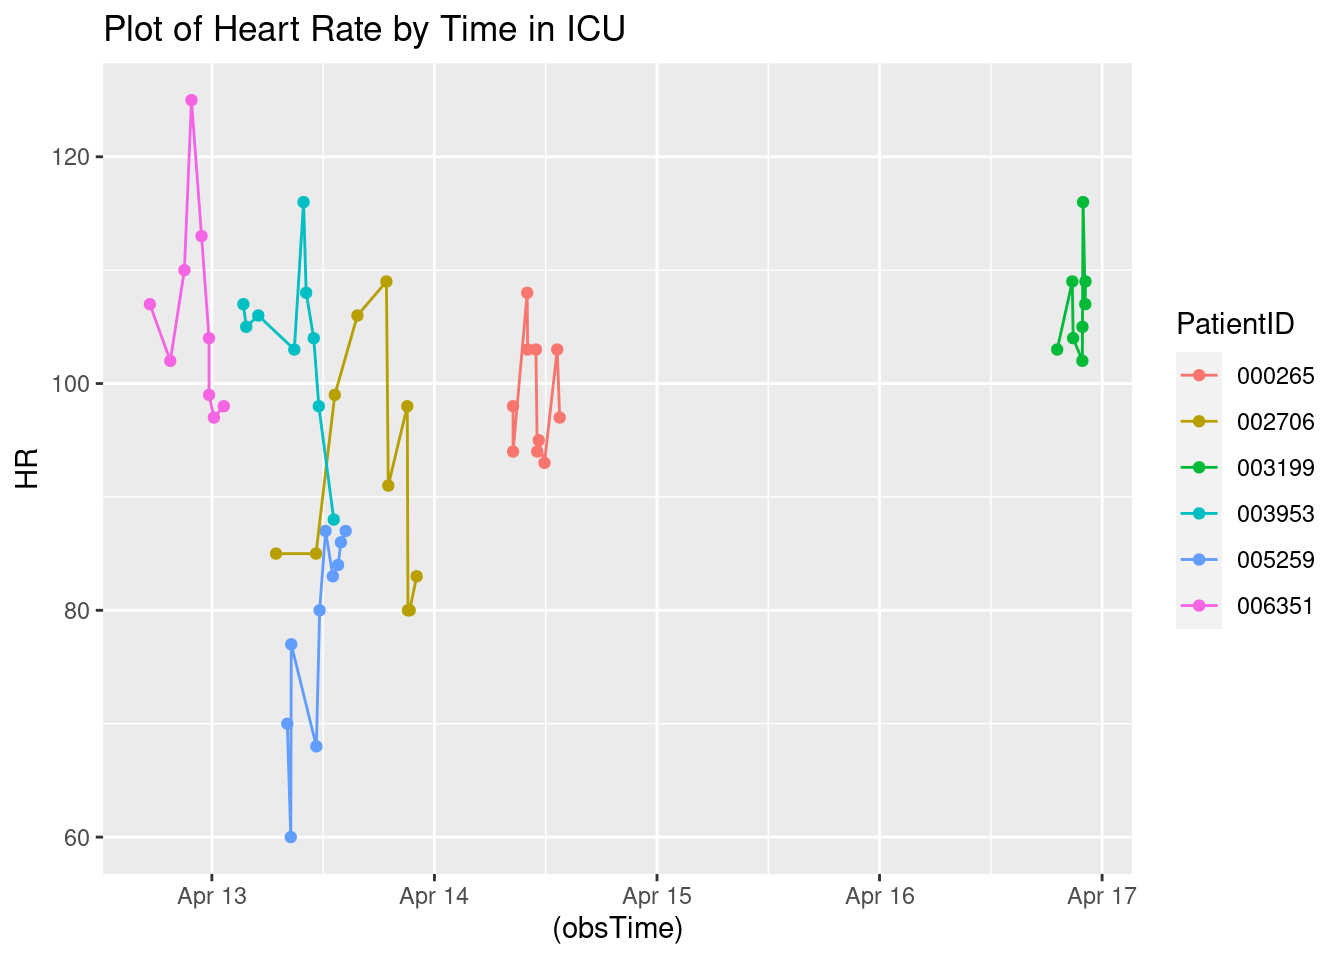 Plot of Heart Rate by Time in ICU
HR
120
100
80
60
Apr 13
Apr 14
Apr 15
Apr 16
Apr 17
(obsTime)
PatientID
000265
002706
003199
003953
005259
006351